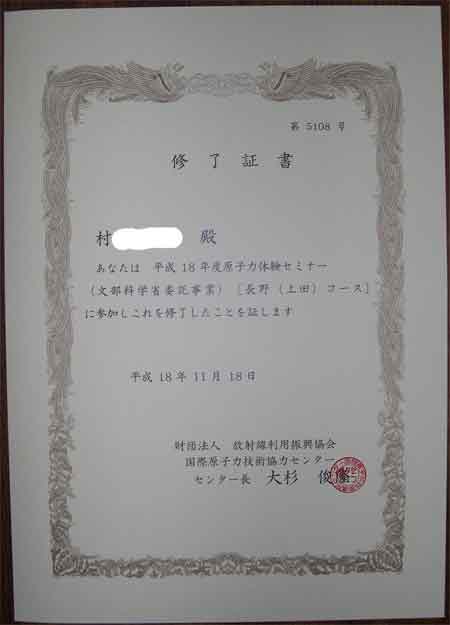 第 5108 号
修了証書
村 殿
あなたは 平成 18 年度原子力体験セミナー
(文部科学省委託事業) [長野 (上田) コース]
に参加しこれを修了したことを証します
平成 18 年 11 月 18 日
財団法人 放射線利用振興協会
国際原子力技術協力センター
センター長 大杉 俊